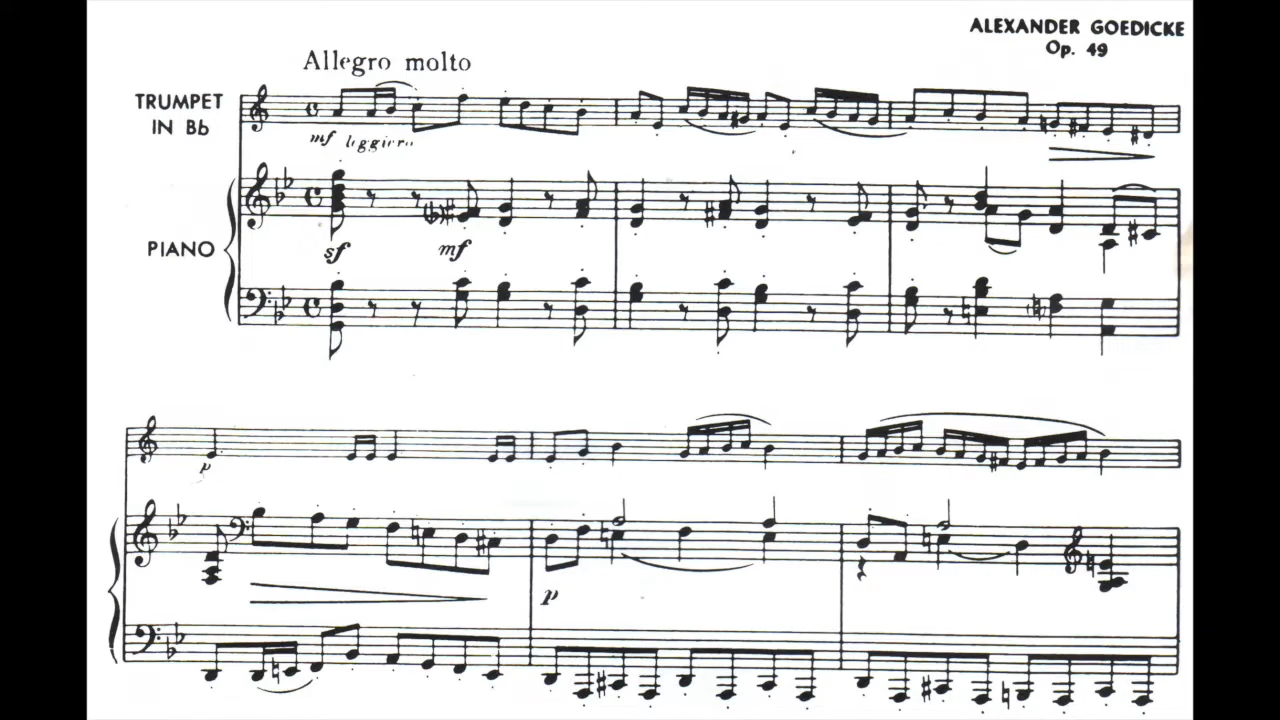 ALEXANDER GOEDICKE
Op. 49
Allegro molto
TRUMPET
IN Bb
mf leggiero
PIANO
sf mf
p
p